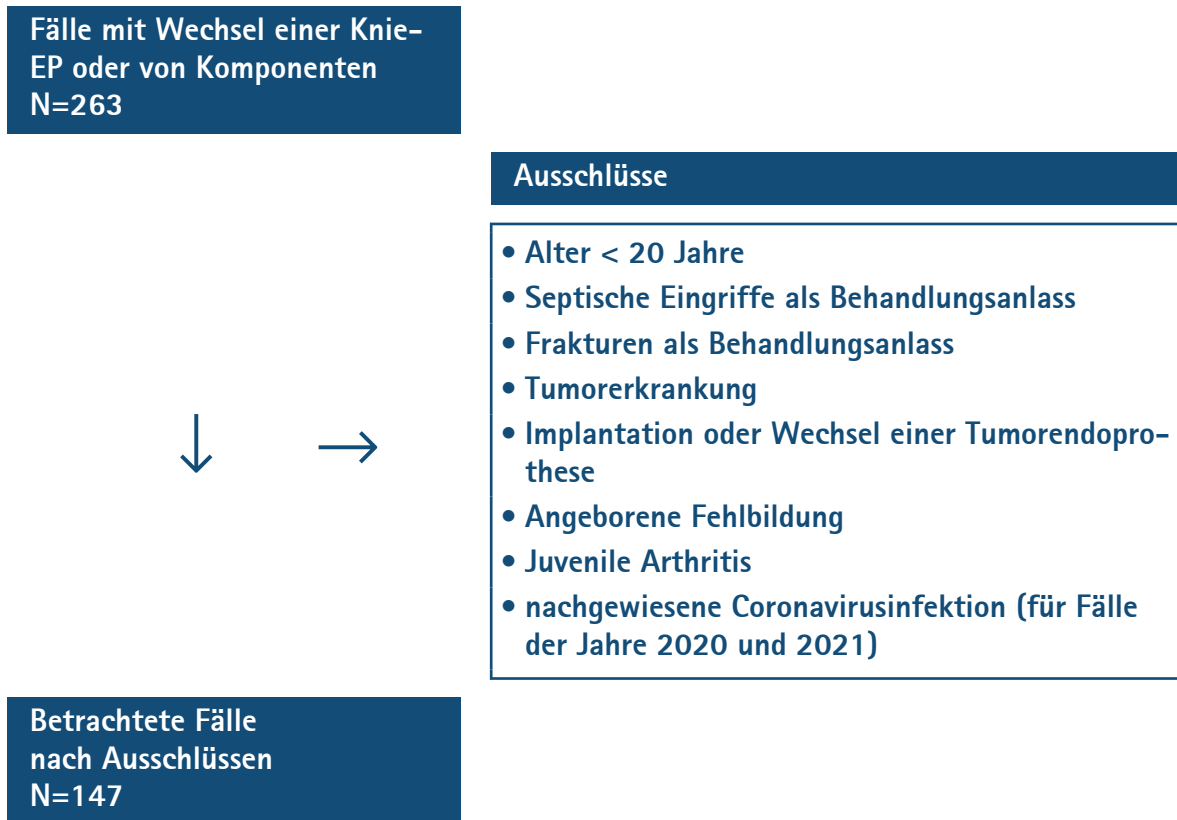 Fälle mit Wechsel einer Knie-
EP oder von Komponenten
N=263
Ausschlüsse
• Alter < 20 Jahre
• Septische Eingriffe als Behandlungsanlass
• Frakturen als Behandlungsanlass
• Tumorerkrankung
• Implantation oder Wechsel einer Tumorendopro-
these
• Angeborene Fehlbildung
• Juvenile Arthritis
• nachgewiesene Coronavirusinfektion (für Fälle
der Jahre 2020 und 2021)
Betrachtete Fälle
nach Ausschlüssen
N=147